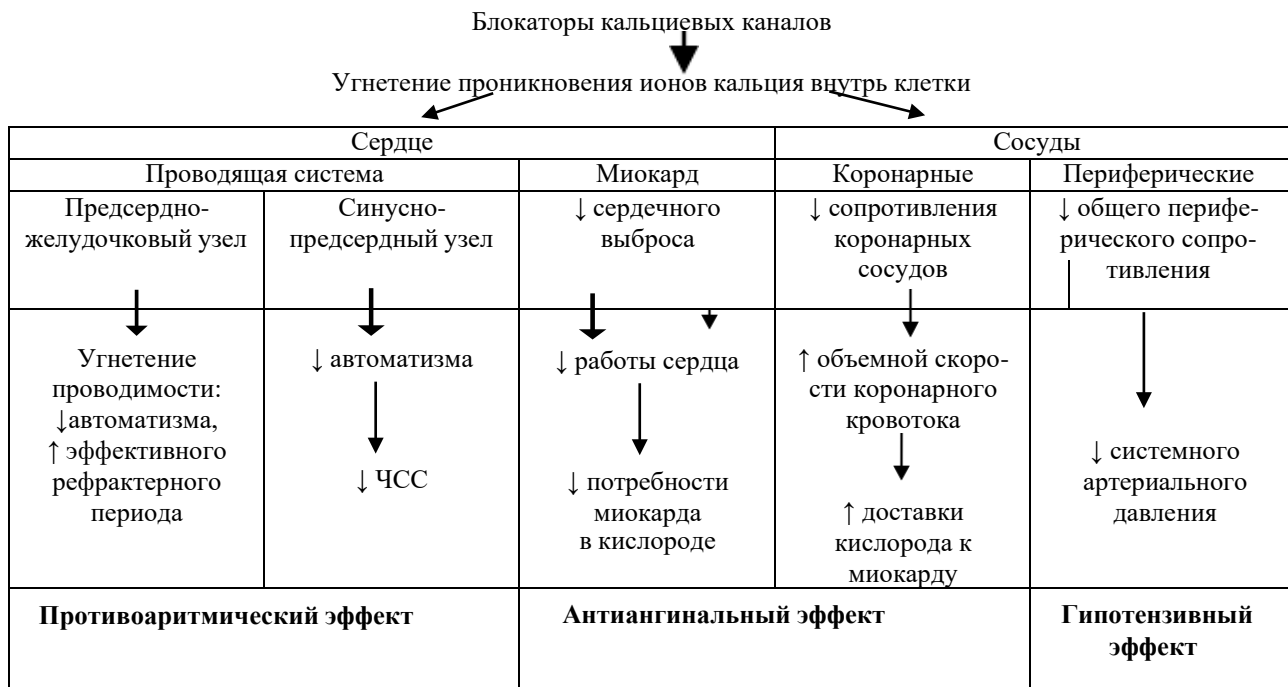 Блокаторы кальциевых каналов
Угнетение проникновения ионов кальция внутрь клетки
Сердце
Сосуды
Проводящая система
Миокард
Коронарные
Периферические
Предсердно-
желудочковый узел
Синусно-
предсердный узел
↓ сердечного
выброса
↓ сопротивления
коронарных
сосудов
↓ общего перифе-
рического сопро-
тивления
Угнетение
проводимости:
↓автоматизма,
↑ эффективного
рефрактерного
периода
↓ автоматизма
↓ ЧСС
↓ работы сердца
↓ потребности
миокарда
в кислороде
↑ объемной скоро-
сти коронарного
кровотока
↑ доставки
кислорода к
миокарду
↓ системного
артериального
давления
Противоаритмический эффект
Антиангинальный эффект
Гипотензивный
эффект